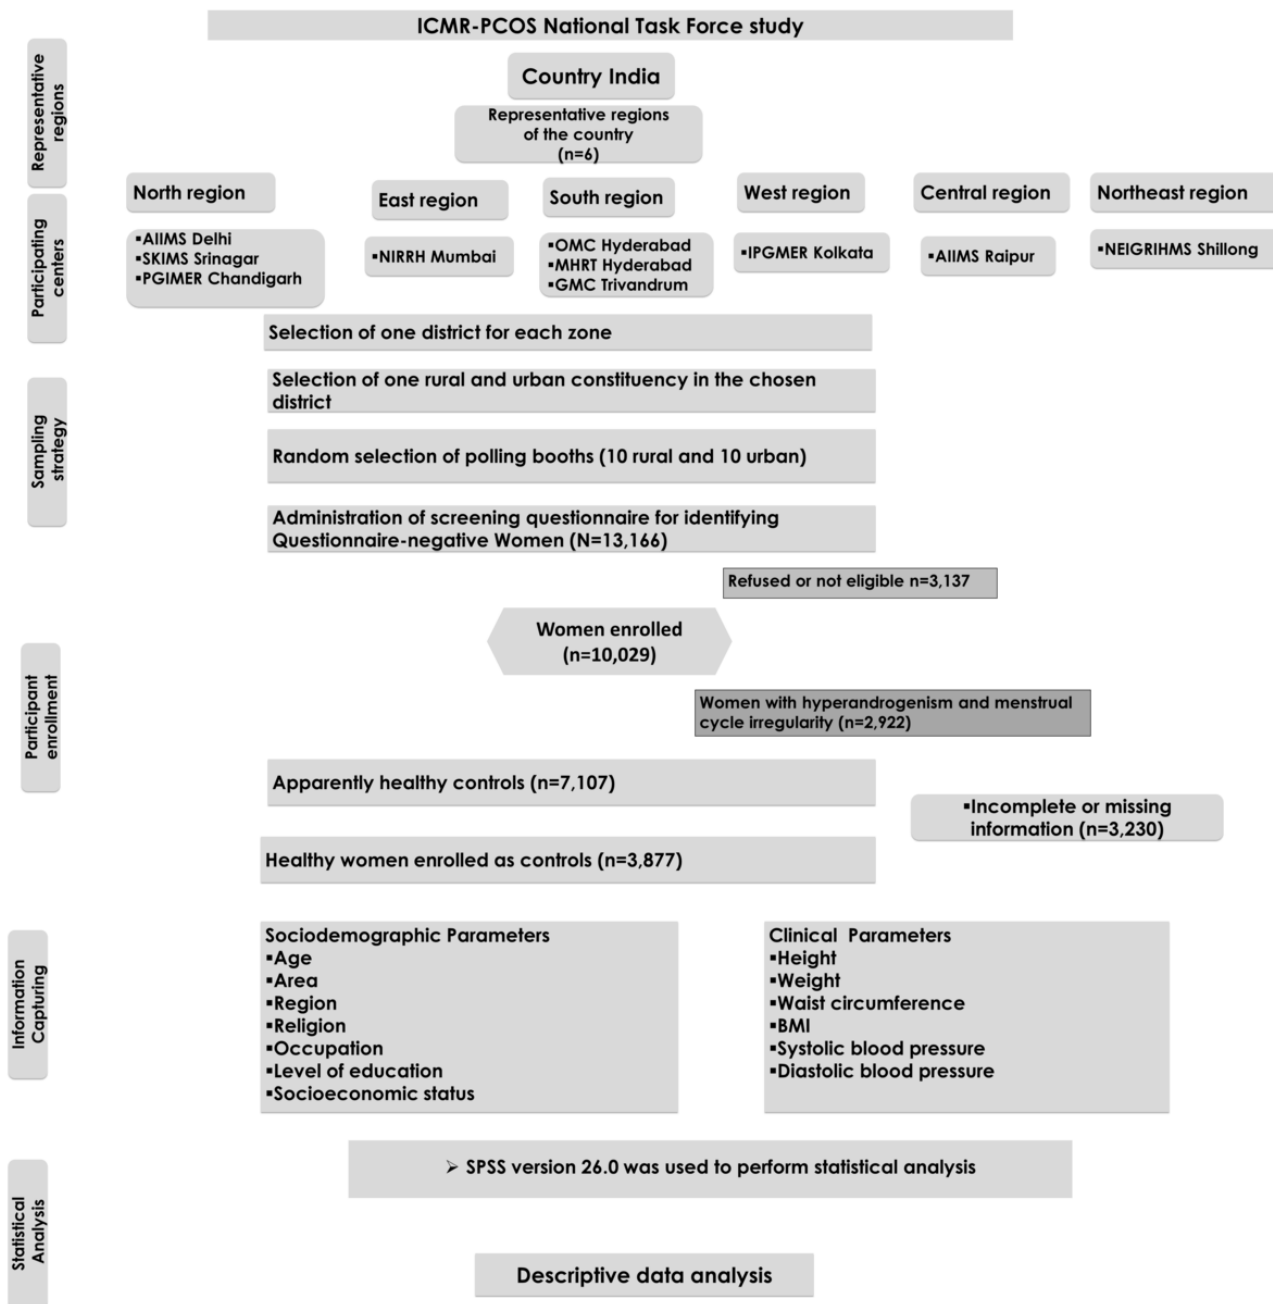 ICMR-PCOS National Task Force study
Representative
regions
Country India
Representative regions
of the country
(n=6)
North region
East region
South region
West region
Central region
Northeast region
Participating
centers
▪AIIMS Delhi
▪SKIMS Srinagar
▪PGIMER Chandigarh
▪NIRRH Mumbai
▪OMC Hyderabad
▪MHRT Hyderabad
▪GMC Trivandrum
▪IPGMER Kolkata
▪AIIMS Raipur
▪NEIGRIHMS Shillong
Selection of one district for each zone
Sampling
strategy
Selection of one rural and urban constituency in the chosen
district
Random selection of polling booths (10 rural and 10 urban)
Administration of screening questionnaire for identifying
Questionnaire-negative Women (N=13,166)
Refused or not eligible n=3,137
Participant
enrollment
Women enrolled
(n=10,029)
Women with hyperandrogenism and menstrual
cycle irregularity (n=2,922)
Apparently healthy controls (n=7,107)
▪Incomplete or missing
information (n=3,230)
Healthy women enrolled as controls (n=3,877)
Information
Capturing
Sociodemographic Parameters
▪Age
▪Area
▪Region
▪Religion
▪Occupation
▪Level of education
▪Socioeconomic status
Clinical Parameters
▪Height
▪Weight
▪Waist circumference
▪BMI
▪Systolic blood pressure
▪Diastolic blood pressure
Statistical
Analysis
➢ SPSS version 26.0 was used to perform statistical analysis
Descriptive data analysis